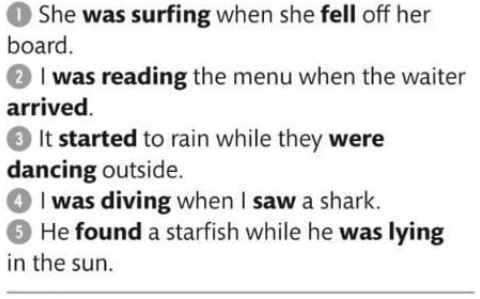 1 She was surfing when she fell off her
board.
2 I was reading the menu when the waiter
arrived.
3 It started to rain while they were
dancing outside.
4 I was diving when I saw a shark.
5 He found a starfish while he was lying
in the sun.